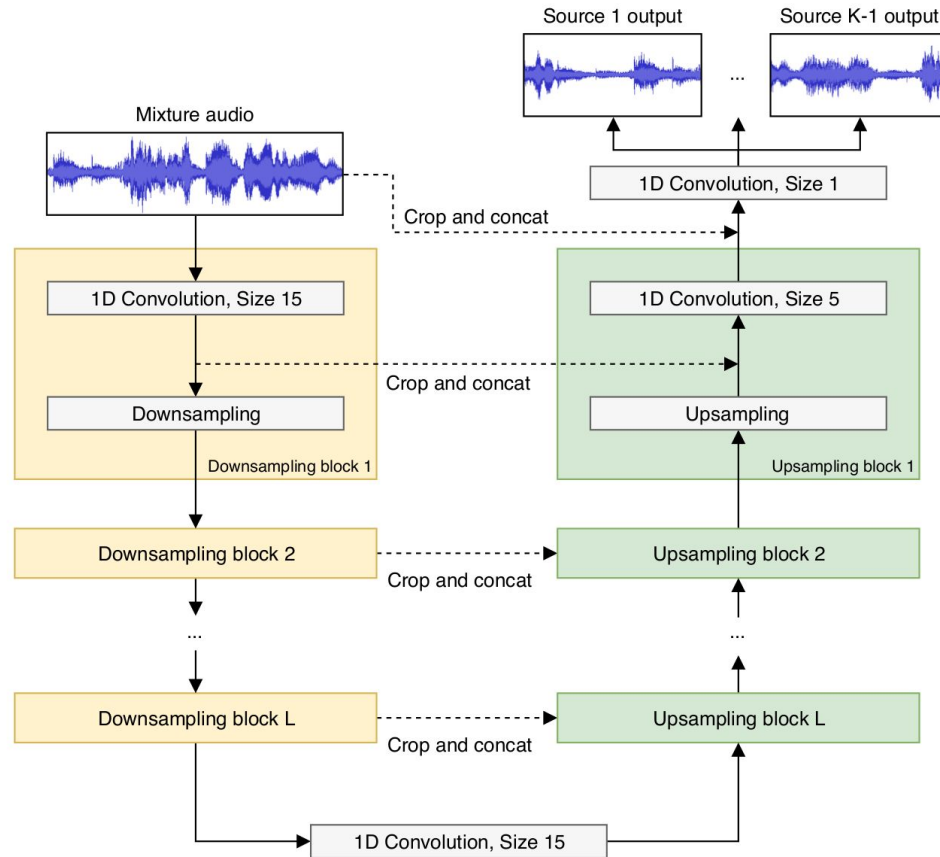 Source 1 output
Source K-1 output
...
Mixture audio
1D Convolution, Size 1
Crop and concat
1D Convolution, Size 15
1D Convolution, Size 5
Crop and concat
Downsampling
Upsampling
Downsampling block 1
Upsampling block 1
Downsampling block 2
Upsampling block 2
Crop and concat
...
...
Downsampling block L
Upsampling block L
Crop and concat
1D Convolution, Size 15